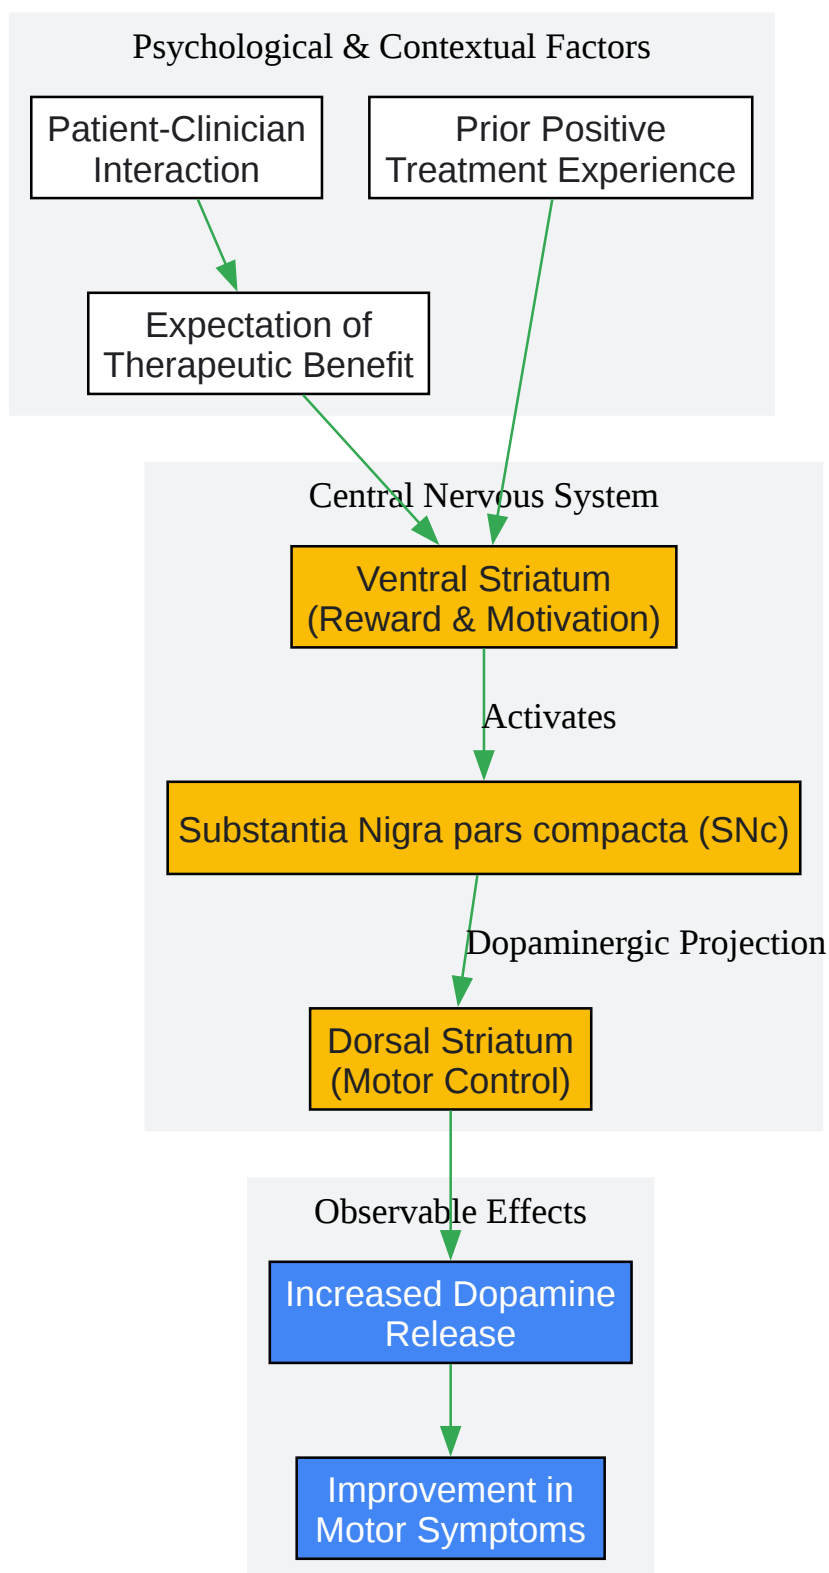 Psychological & Contextual Factors
Patient-Clinician
Interaction
Prior Positive
Treatment Experience
Expectation of
Therapeutic Benefit
Central Nervous System
Ventral Striatum
(Reward & Motivation)
Activates
Substantia Nigra pars compacta (SNc)
Dopaminergic Projection
Dorsal Striatum
(Motor Control)
Observable Effects
Increased Dopamine
Release
Improvement in
Motor Symptoms